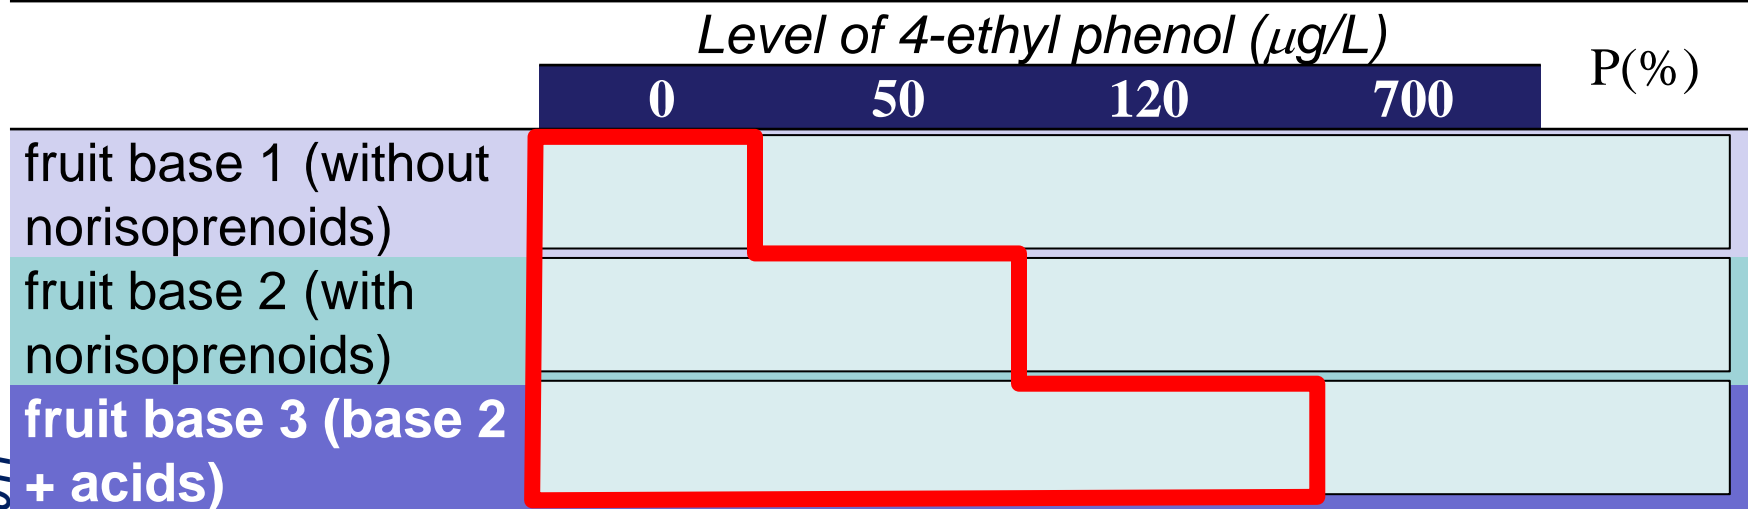 Level of 4-ethyl phenol (µg/L)
P(%)
0 50 120 700
fruit base 1 (without
norisoprenoids)
fruit base 2 (with
norisoprenoids)
fruit base 3 (base 2
+ acids)